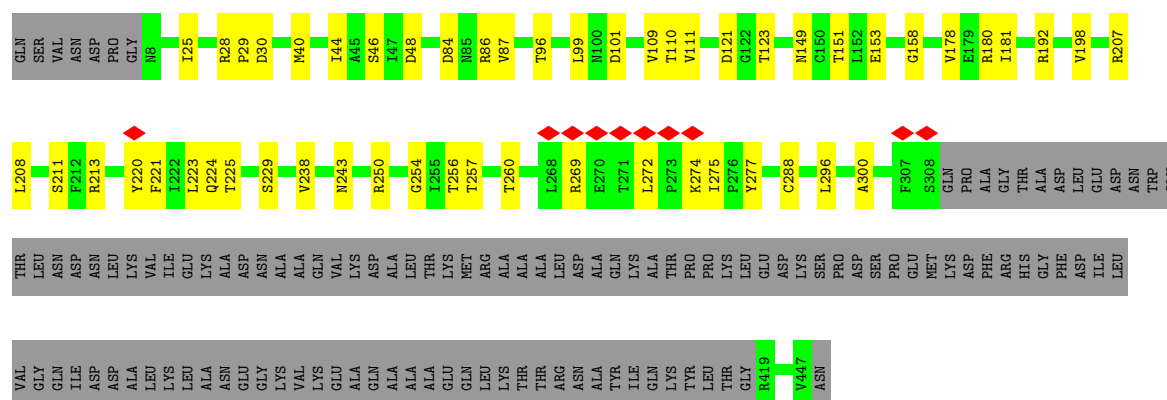 GLN SER VAL ASN ASP PRO GLY N8 I25 R28 P29 D30 M40 I44 A45 S46 I47 D48 D84 N85 R86 V87 T96 L99 N100 D101 V109 T110 V111 D121 G122 T123 N149 C150 T151 L152 E153 G158 V178 E179 R180 I181 R192 V198 R207
L208 S211 F212 R213 Y220 F221 I222 L223 Q224 T225 S229 V238 N243 R250 G254 I255 T256 T257 T260 L268 R269 E270 T271 L272 P273 K274 I275 P276 Y277 C288 L296 A300 F307 S308 GLN PRO ALA GLY THR ALA ASP LEU GLU ASP ASN TRP
THR LEU ASN ASP ASN LEU LYS VAL ILE GLU LYS ALA ASP ASN ALA ALA GLN VAL LYS ASP ALA LEU THR LYS MET ARG ALA ALA ALA LEU ASP ALA GLN LYS ALA THR PRO PRO LYS LEU GLU ASP LYS SER PRO ASP SER PRO GLU MET LYS ASP PHE ARG HIS GLY PHE ASP ILE LEU
VAL GLY GLN ILE ASP ASP ALA LEU LYS LEU ALA ASN GLU GLY LYS VAL LYS GLU ALA GLN ALA ALA ALA GLU GLN LEU LYS THR THR ARG ASN ALA TYR ILE GLN LYS TYR LEU THR GLY R419 V447 ASN